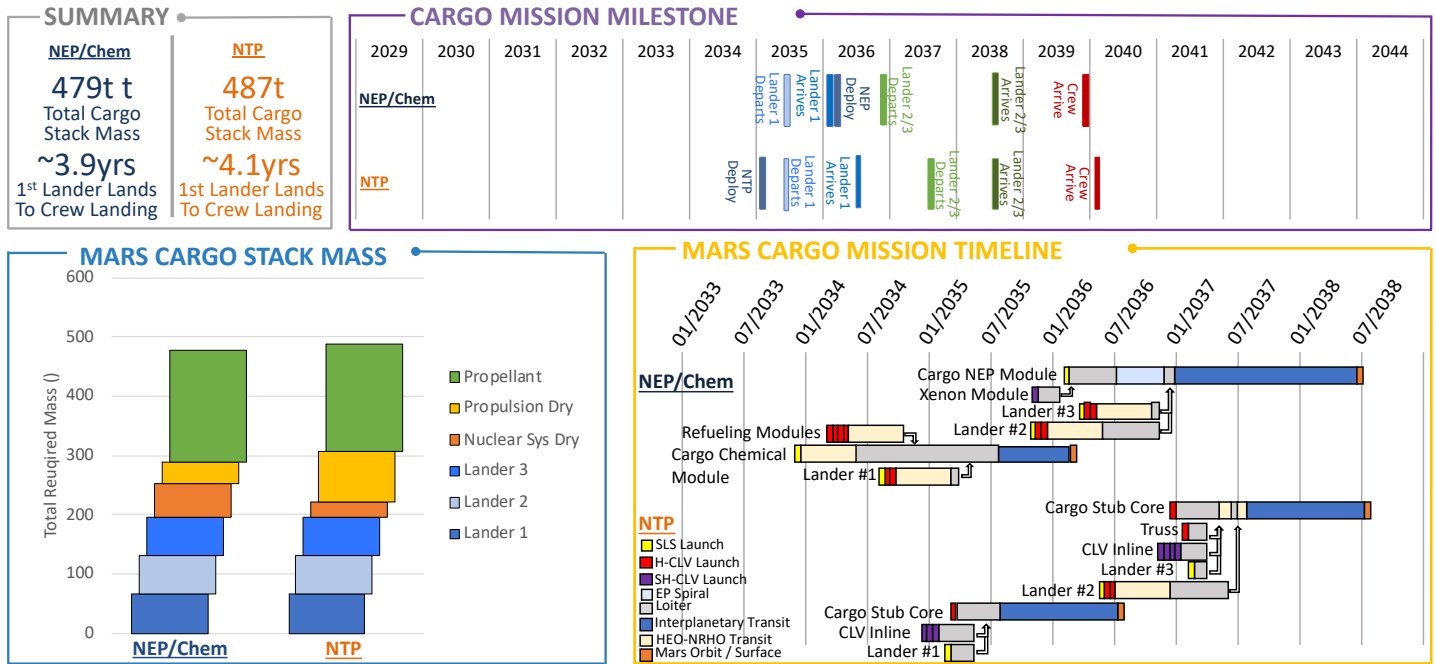 SUMMARY
NEP/Chem
479t t
Total Cargo
Stack Mass
~3.9yrs
1st Lander Lands
To Crew Landing
NTP
487t
Total Cargo
Stack Mass
~4.1yrs
1st Lander Lands
To Crew Landing
CARGO MISSION MILESTONE
2029 2030 2031 2032 2033 2034 2035 2036 2037 2038 2039 2040 2041 2042 2043 2044
NEP/Chem
Lander 1
Departs
Lander 1
Arrives
NEP
Deploy
Lander 2/3
Departs
Lander 2/3
Arrives
Crew
Arrive
NTP
NTP
Deploy
Lander 1
Departs
Lander 1
Arrives
Lander 2/3
Departs
Lander 2/3
Arrives
Crew
Arrive
MARS CARGO STACK MASS
Total Reuqired Mass ()
600
500
400
300
200
100
0
NEP/Chem
NTP
Propellant
Propulsion Dry
Nuclear Sys Dry
Lander 3
Lander 2
Lander 1
MARS CARGO MISSION TIMELINE
01/2033 07/2033 01/2034 07/2034 01/2035 07/2035 01/2036 07/2036 01/2037 07/2037 01/2038 07/2038
NEP/Chem
Cargo NEP Module
Xenon Module
Lander #3
Lander #2
Refueling Modules
Cargo Chemical
Module
Lander #1
Cargo Stub Core
Truss
CLV Inline
Lander #3
Lander #2
Cargo Stub Core
CLV Inline
Lander #1
NTP
SLS Launch
H-CLV Launch
SH-CLV Launch
EP Spiral
Loiter
Interplanetary Transit
HEO-NRHO Transit
Mars Orbit / Surface